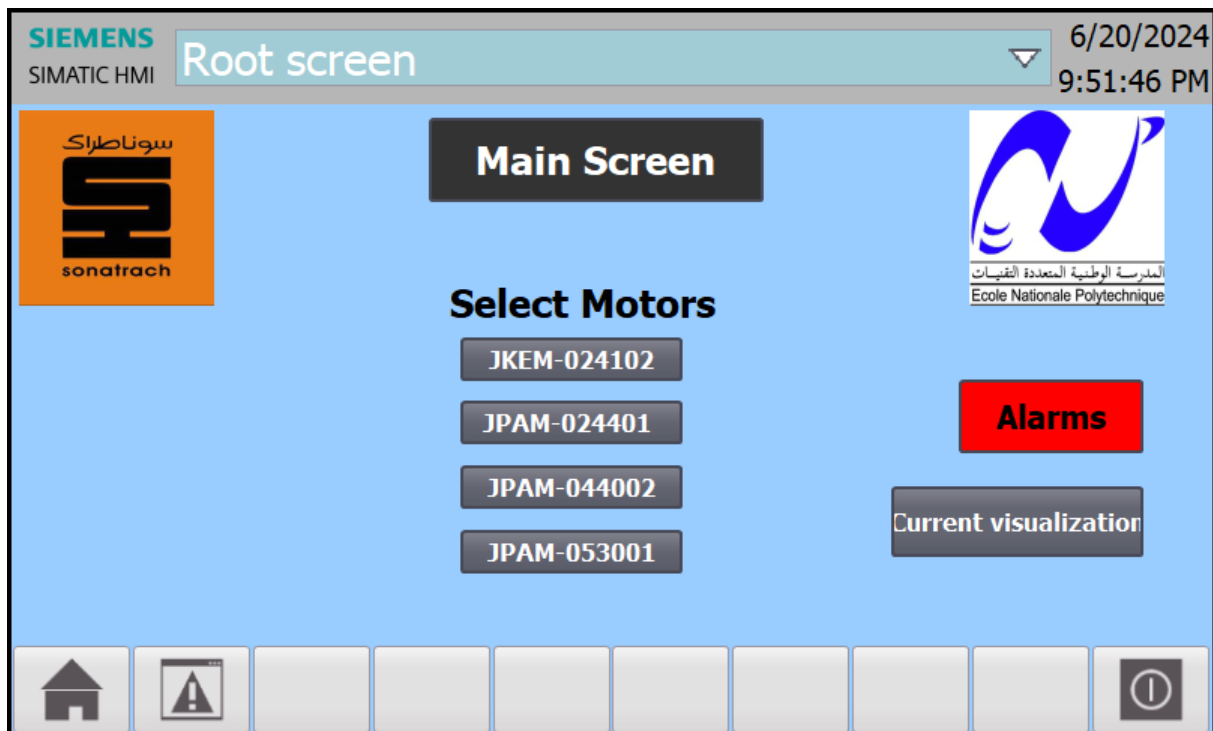 SIEMENS
SIMATIC HMI
Root screen
6/20/2024
9:51:46 PM
سوناطراك
sonatrach
Main Screen
المدرسة الوطنية المتعددة التقنيات
Ecole Nationale Polytechnique
Select Motors
JKEM-024102
JPAM-024401
JPAM-044002
JPAM-053001
Alarms
Current visualization